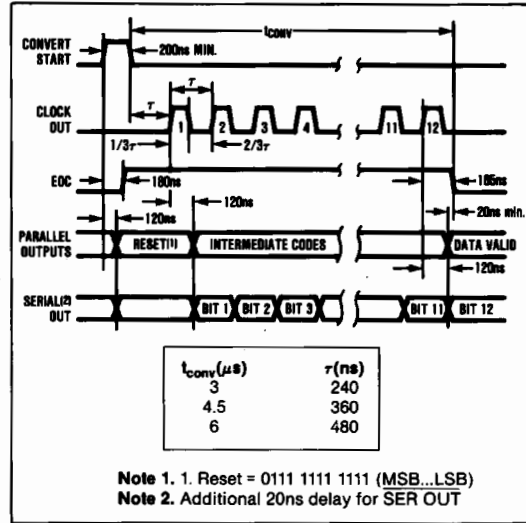 tCONV
CONVERT START
200ns MIN.
τ
τ
CLOCK OUT
1 2 3 4 11 12
1/3τ
2/3τ
EOC
180ns
185ns
120ns
120ns
20ns min.
PARALLEL OUTPUTS
RESET(1)
INTERMEDIATE CODES
DATA VALID
120ns
SERIAL(2) OUT
BIT 1 BIT 2 BIT 3 BIT 11 BIT 12
tconv(μs) τ(ns)
3 240
4.5 360
6 480
Note 1. 1. Reset = 0111 1111 1111 (MSB...LSB)
Note 2. Additional 20ns delay for SER OUT